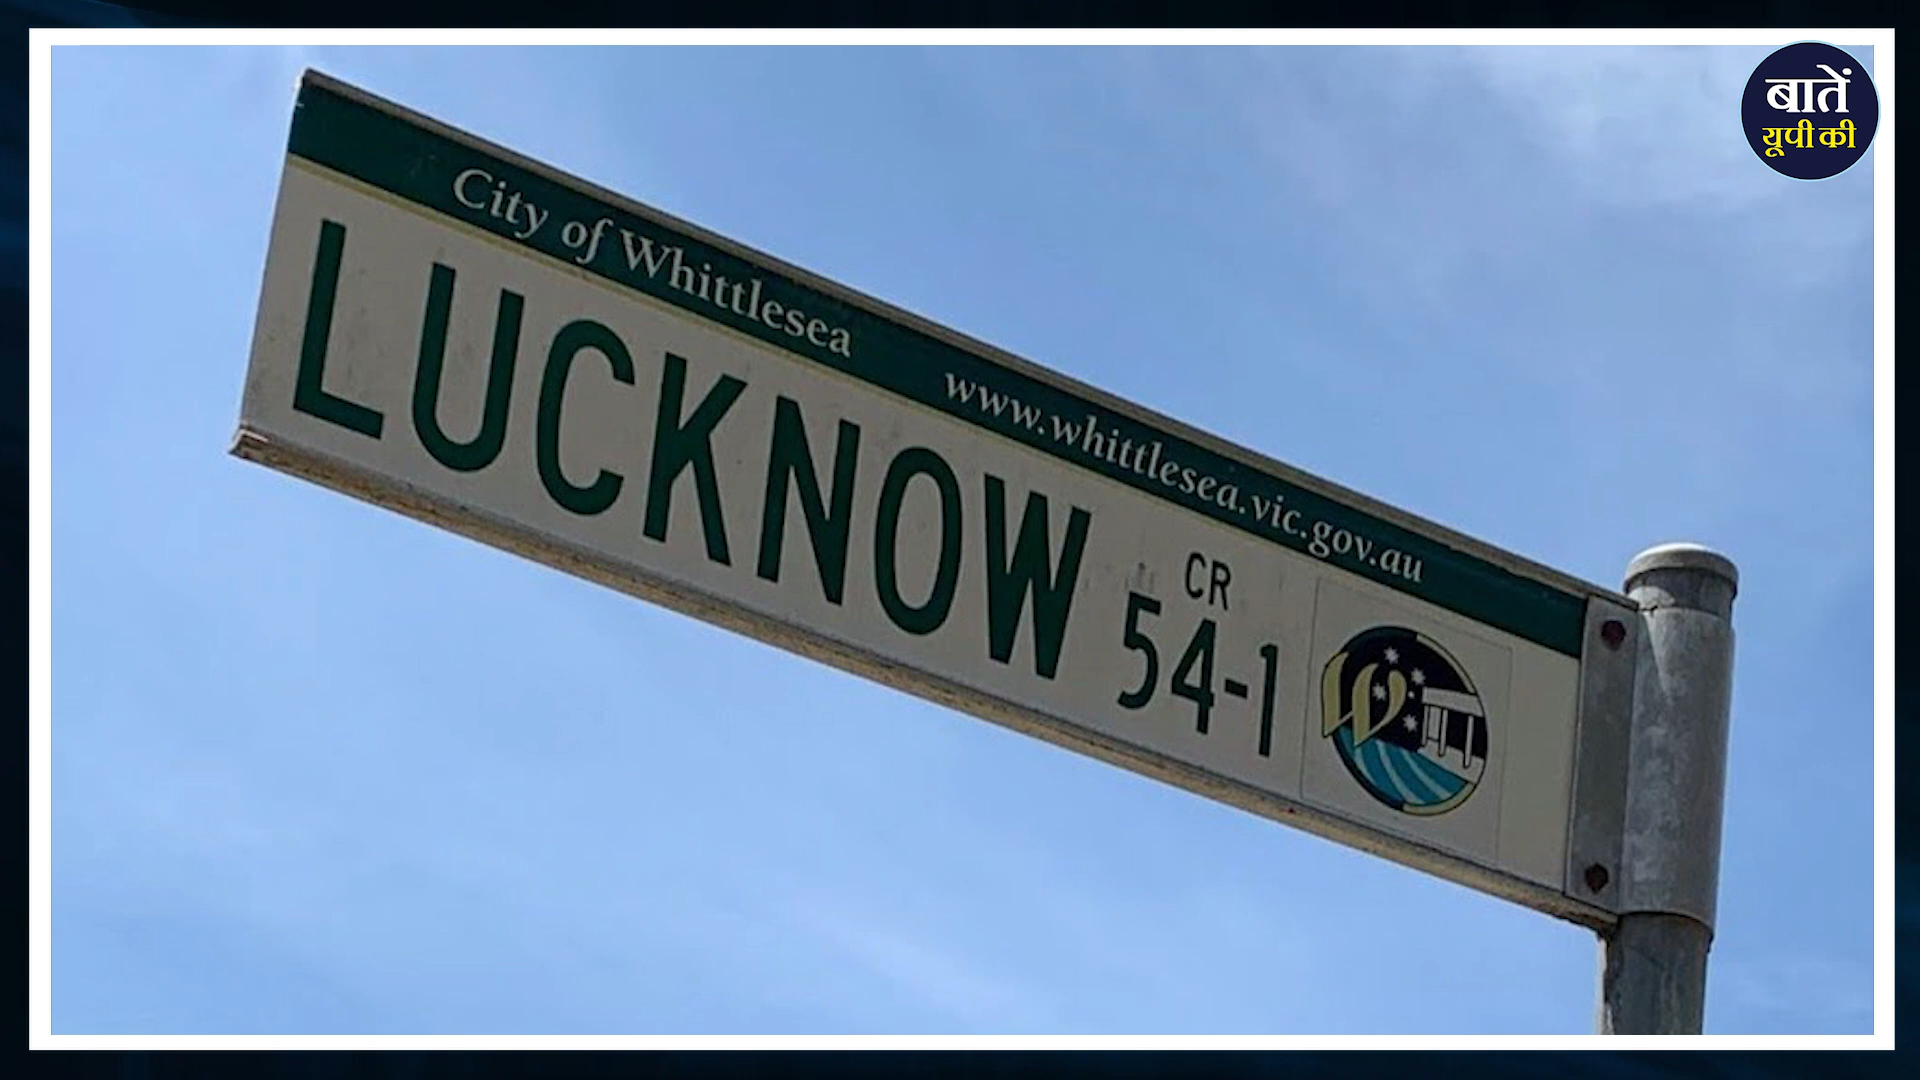 बातें
यूपी की
City of Whittlesea www.whittlesea.vic.gov.au
LUCKNOW CR
54-1